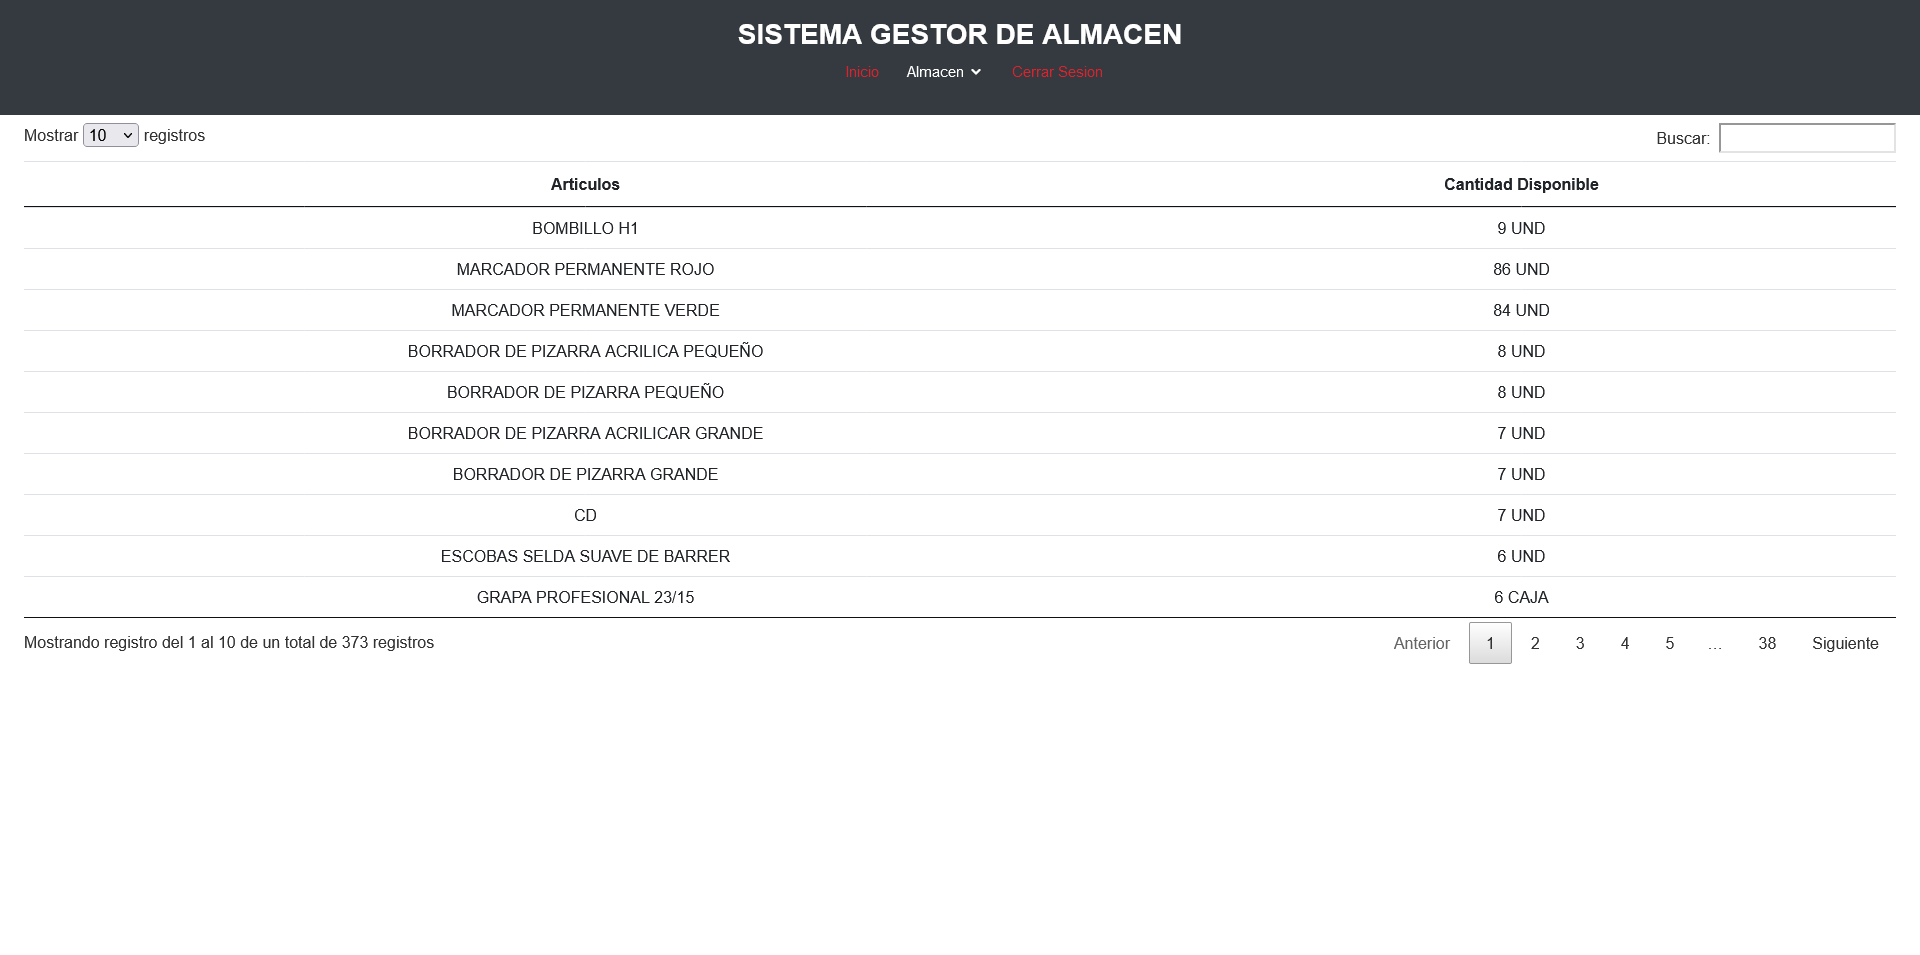 SISTEMA GESTOR DE ALMACEN
Inicio Almacen Cerrar Sesion
Mostrar 10 registros Buscar:
Articulos Cantidad Disponible
BOMBILLO H1 9 UND
MARCADOR PERMANENTE ROJO 86 UND
MARCADOR PERMANENTE VERDE 84 UND
BORRADOR DE PIZARRA ACRILICA PEQUEÑO 8 UND
BORRADOR DE PIZARRA PEQUEÑO 8 UND
BORRADOR DE PIZARRA ACRILICAR GRANDE 7 UND
BORRADOR DE PIZARRA GRANDE 7 UND
CD 7 UND
ESCOBAS SELDA SUAVE DE BARRER 6 UND
GRAPA PROFESIONAL 23/15 6 CAJA
Mostrando registro del 1 al 10 de un total de 373 registros Anterior 1 2 3 4 5 … 38 Siguiente